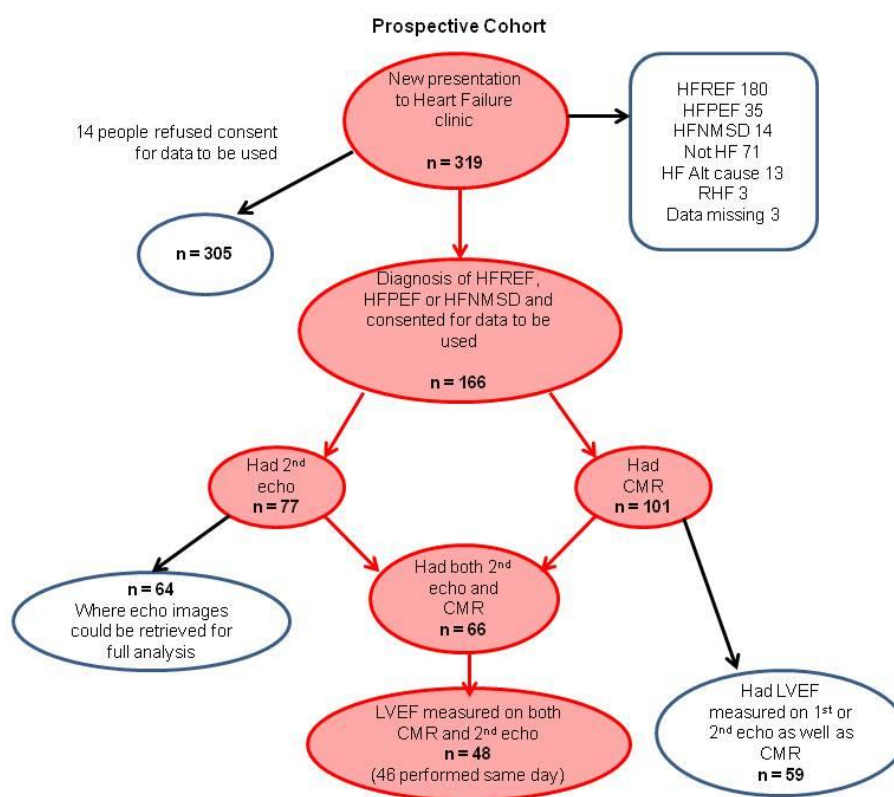 Prospective Cohort
New presentation
to Heart Failure
clinic
n = 319
HFREF 180
HFPEF 35
HFNMSD 14
Not HF 71
HF Alt cause 13
RHF 3
Data missing 3
14 people refused consent
for data to be used
n = 305
Diagnosis of HFREF,
HFPEF or HFNMSD and
consented for data to be
used
n = 166
Had 2nd
echo
n = 77
Had
CMR
n = 101
Had both 2nd
echo and
CMR
n = 66
n = 64
Where echo images
could be retrieved for
full analysis
LVEF measured on both
CMR and 2nd echo
n = 48
(46 performed same day)
Had LVEF
measured on 1st or
2nd echo as well as
CMR
n = 59